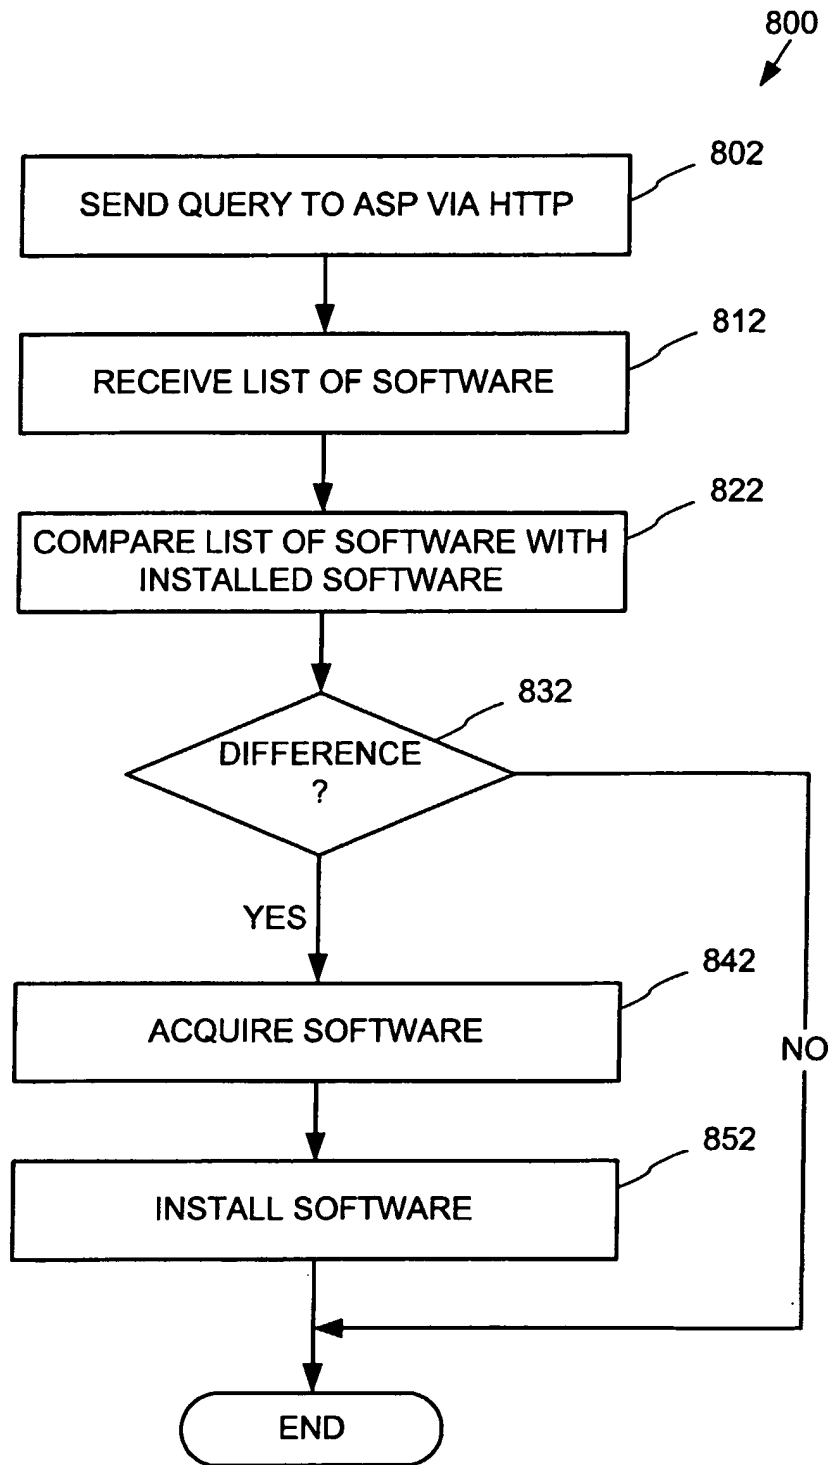 800
802
SEND QUERY TO ASP VIA HTTP
812
RECEIVE LIST OF SOFTWARE
822
COMPARE LIST OF SOFTWARE WITH
INSTALLED SOFTWARE
832
DIFFERENCE
?
YES
842
ACQUIRE SOFTWARE
NO
852
INSTALL SOFTWARE
END